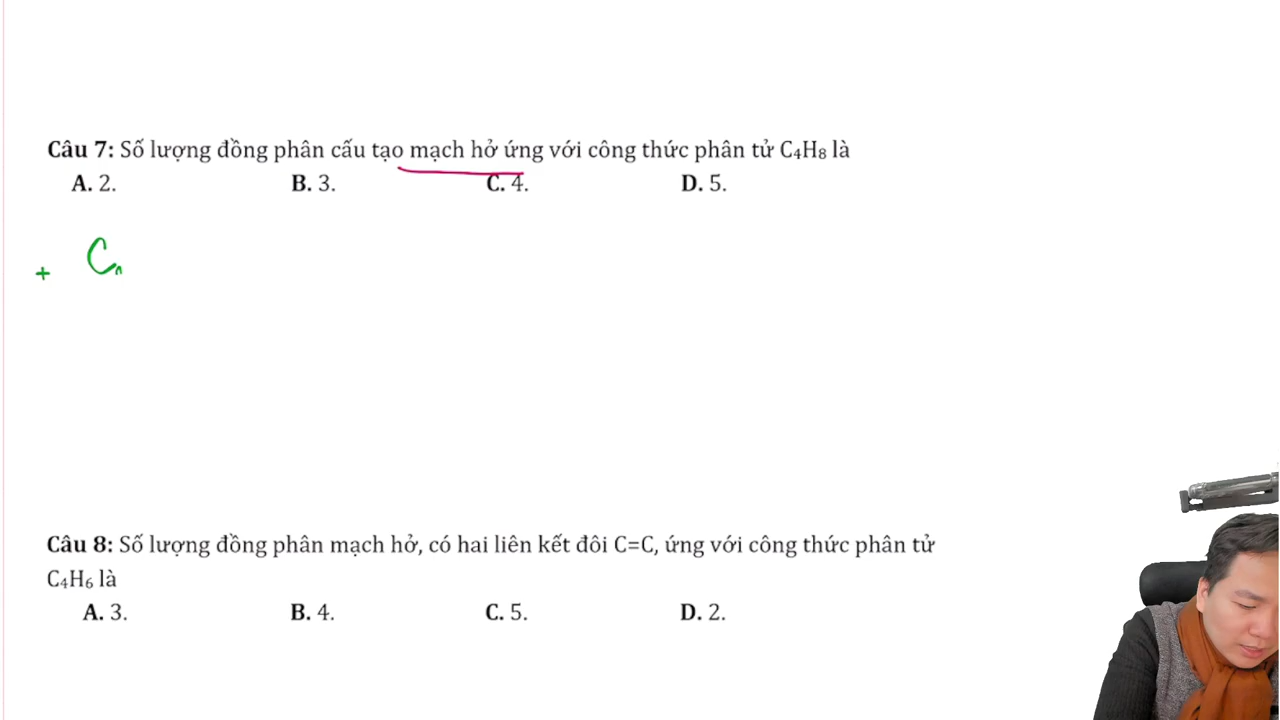 Câu 7: Số lượng đồng phân cấu tạo mạch hở ứng với công thức phân tử C₄H₈ là
A. 2. B. 3. C. 4. D. 5.
+ Cₙ
Câu 8: Số lượng đồng phân mạch hở, có hai liên kết đôi C=C, ứng với công thức phân tử
C₄H₆ là
A. 3. B. 4. C. 5. D. 2.